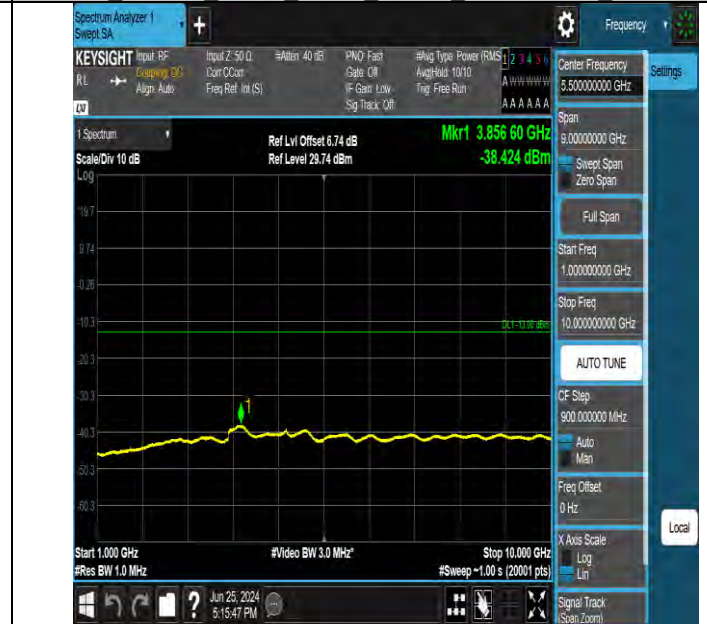 Spectrum Analyzer 1
Swept SA
+
Frequency
KEYSIGHT
RL
Input: RF
Coupling: DC
Align: Auto
Input Z: 50 Ω
Corr CCorr
Freq Ref: Int (S)
#Atten: 40 dB
PNO: Fast
Gate: Off
IF Gain: Low
Sig Track: Off
#Avg Type: Power (RMS
Avg|Hold: 10/10
Trig: Free Run
1 2 3 4 5 6
A W W W W W
A A A A A A
1 Spectrum
Scale/Div 10 dB
Log
Ref Lvl Offset 6.74 dB
Ref Level 29.74 dBm
Mkr1 3.856 60 GHz
-38.424 dBm
19.7
9.74
-0.26
-10.3
-20.3
-30.3
-40.3
-50.3
-60.3
DL1 -13.00 dBm
1
Start 1.000 GHz
#Res BW 1.0 MHz
#Video BW 3.0 MHz*
Stop 10.000 GHz
#Sweep ~1.00 s (20001 pts)
Jun 25, 2024
5:15:47 PM
Center Frequency
5.500000000 GHz
Settings
Span
9.00000000 GHz
Swept Span
Zero Span
Full Span
Start Freq
1.000000000 GHz
Stop Freq
10.000000000 GHz
AUTO TUNE
CF Step
900.000000 MHz
Auto
Man
Freq Offset
0 Hz
X Axis Scale
Log
Lin
Local
Signal Track
(Span Zoom)